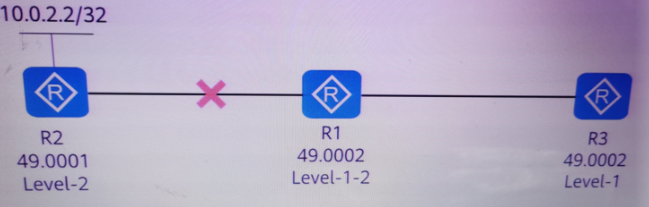 10.0.2.2/32
R
R
R
R2
49.0001
Level-2
R1
49.0002
Level-1-2
R3
49.0002
Level-1